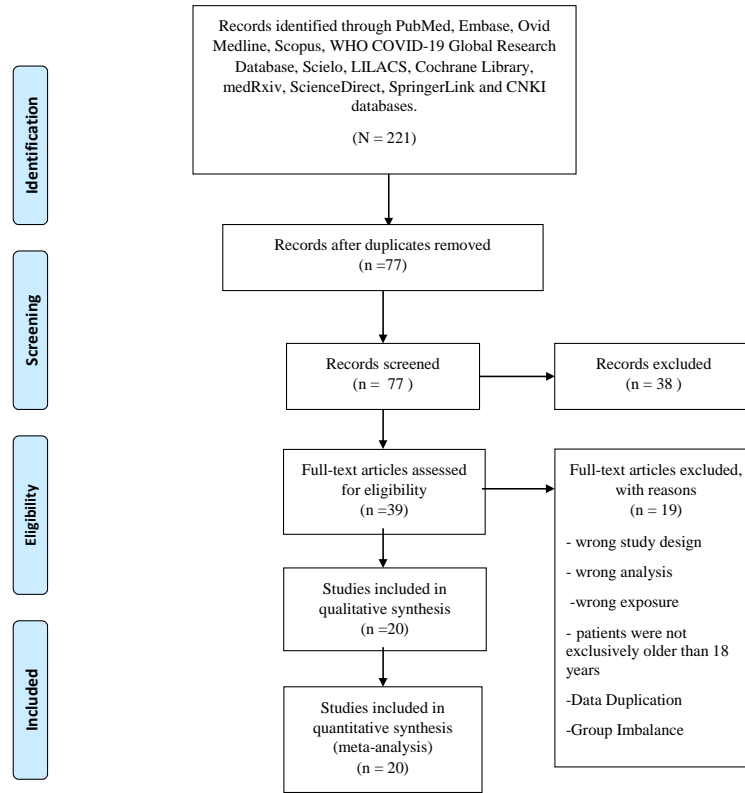 Records identified through PubMed, Embase, Ovid
Medline, Scopus, WHO COVID-19 Global Research
Database, Scielo, LILACS, Cochrane Library,
medRxiv, ScienceDirect, SpringerLink and CNKI
databases.
(N = 221)
Identification
Records after duplicates removed
(n =77)
Screening
Records screened
(n = 77 )
Records excluded
(n = 38 )
Eligibility
Full-text articles assessed
for eligibility
(n =39)
Full-text articles excluded,
with reasons
(n = 19)
- wrong study design
- wrong analysis
-wrong exposure
- patients were not
exclusively older than 18
years
-Data Duplication
-Group Imbalance
Studies included in
qualitative synthesis
(n =20)
Included
Studies included in
quantitative synthesis
(meta-analysis)
(n = 20)